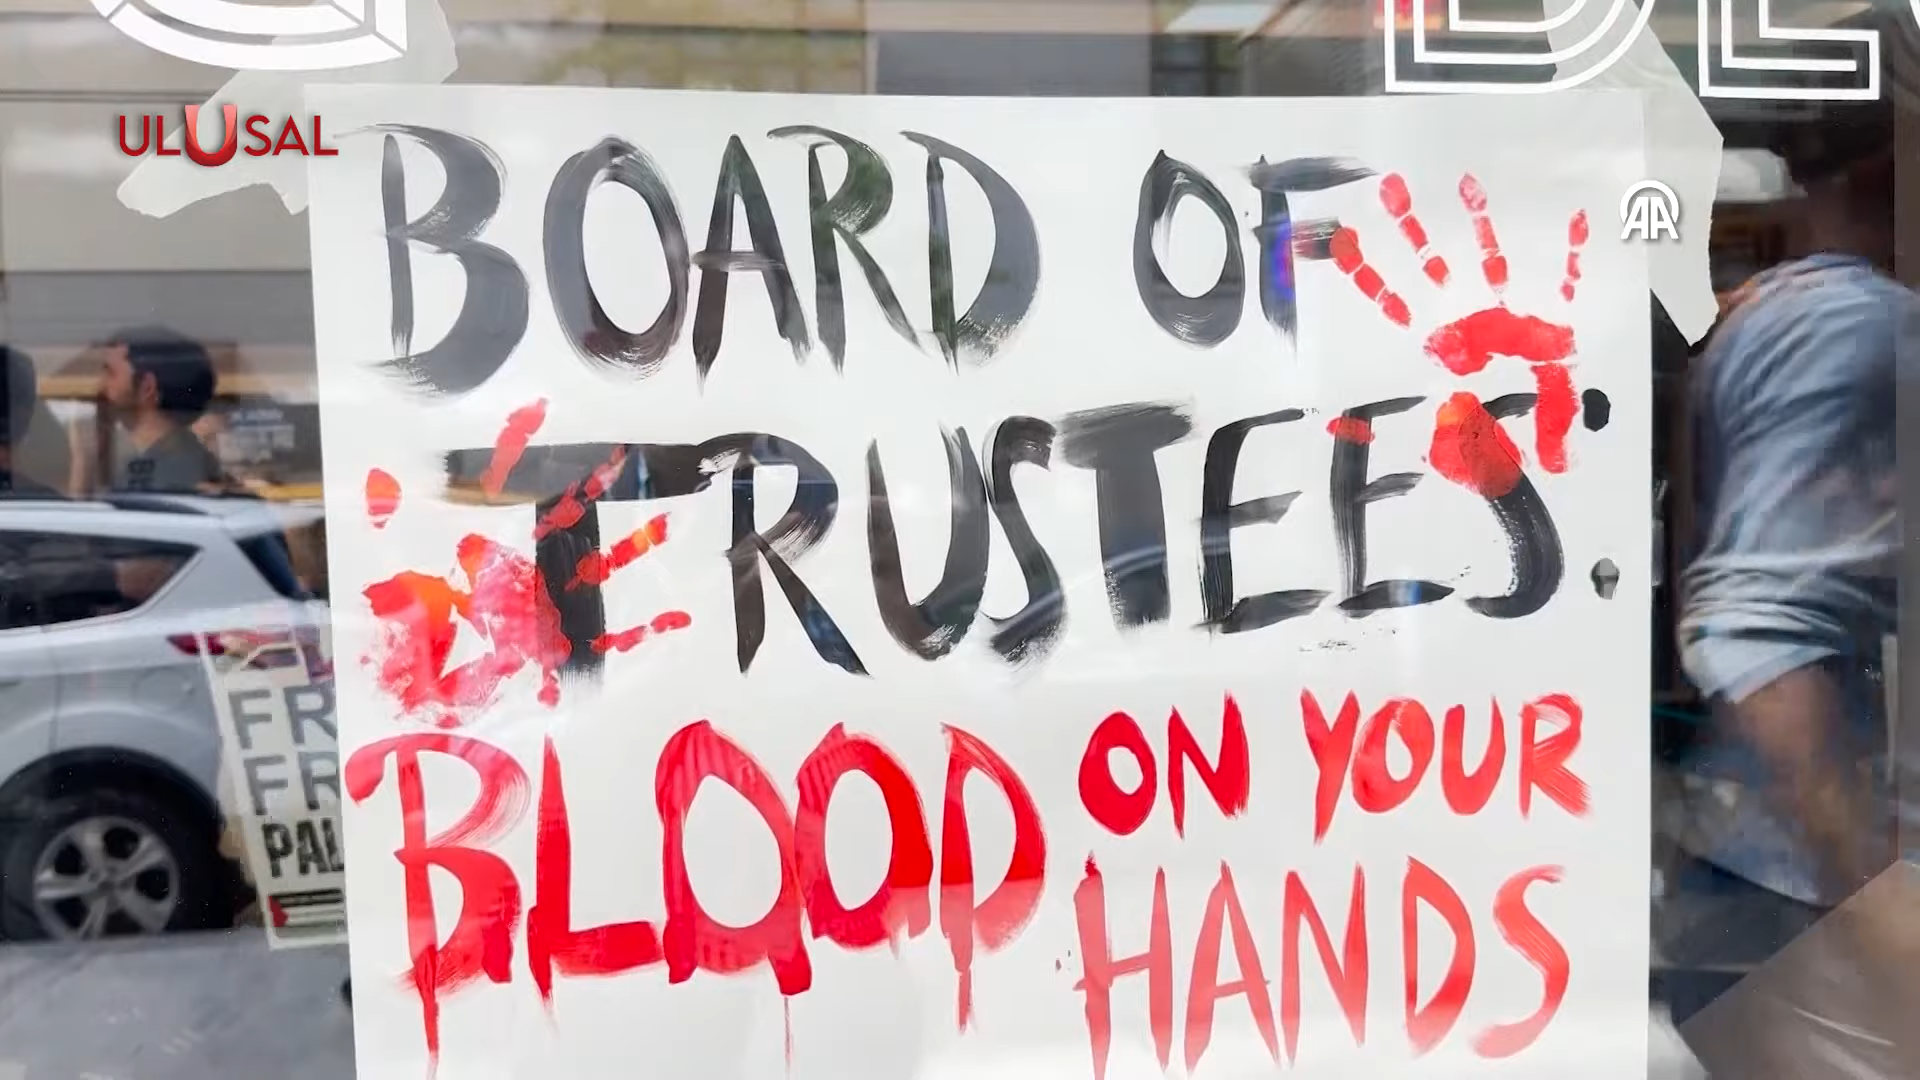 ULUSAL
AA
BOARD OF
TRUSTEES:
BLOOD ON YOUR
HANDS
FR
FR
PAL